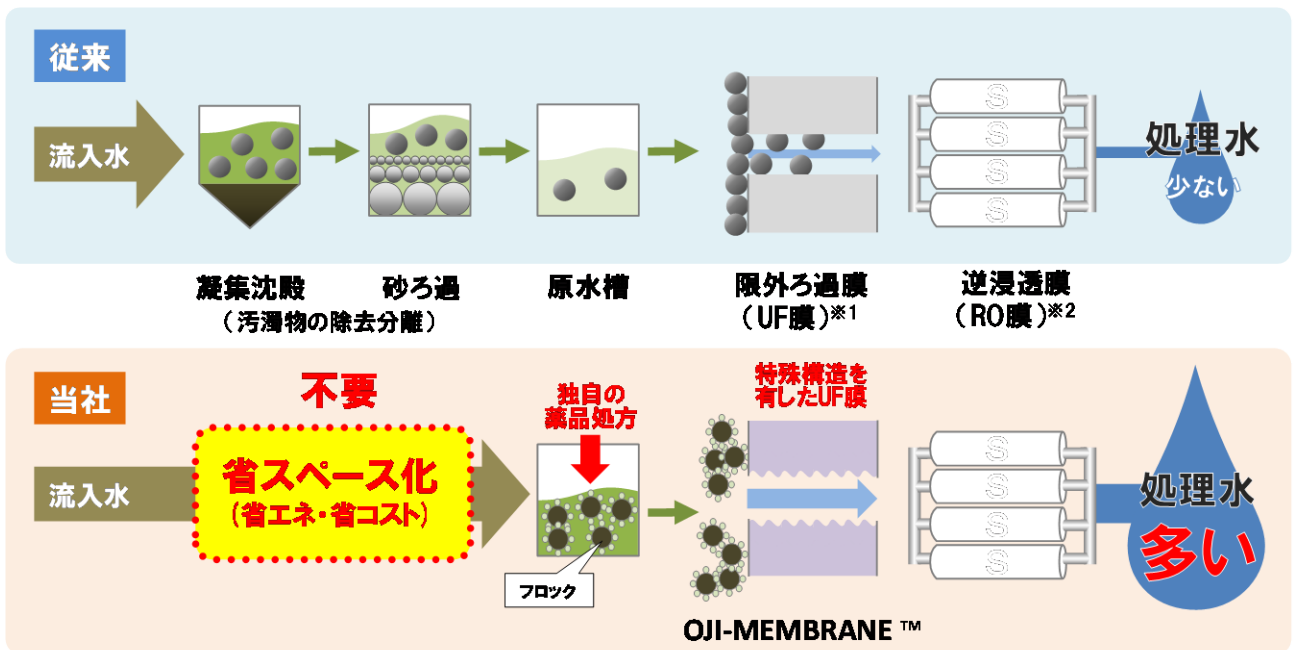 従来
流入水
処理水
少ない
S
S
S
S
凝集沈殿
砂ろ過
(汚濁物の除去分離)
原水槽
限外ろ過膜
(UF膜)※1
逆浸透膜
(RO膜)※2
当社
不要
独自の
薬品処方
特殊構造を
有したUF膜
流入水
省スペース化
(省エネ・省コスト)
フロック
S
S
S
S
処理水
多い
OJI-MEMBRANE ™